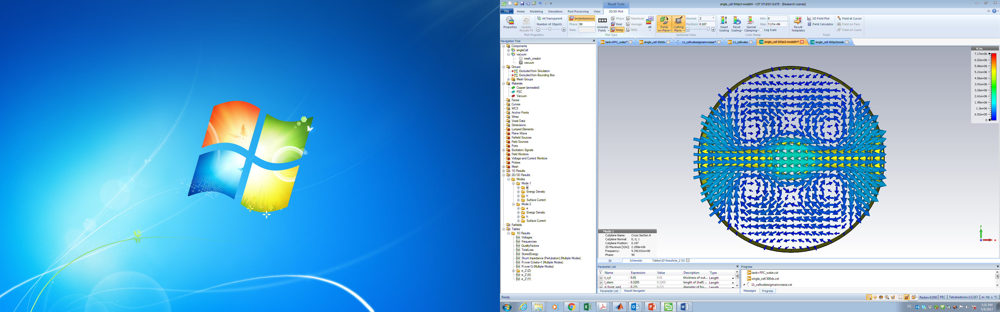 Result Tools
single_cell 900pi2-modeEH - CST STUDIO SUITE - [Research License]
File Home Modeling Simulation Post Processing View 2D/3D Plot
Properties
Update Results F5
All Transparent
Number of Objects
Plot Properties
Instantaneous
Phase: 90
Time:
Animate Fields
Phase
Real
Imag.
Maximum
Average
RMS
dB
dB
Plot Type
Fields on Plane
Cutting Plane
Normal: Z
Position: 0.187
Sectional View
Smart Scaling
Reset Scaling
Special Clamping
Min: 0
Max: 7.17e+06
Log Scale
Color Ramp
Result Templates
1D Field Plot
Field Calculator
Field at Cursor
Field on Face
Field on Curve
Tools
Navigation Tree
Components
singleCell
vacuum
mesh_creator
vacuum
Groups
Excluded from Simulation
Excluded from Bounding Box
Mesh Groups
Materials
Copper (annealed)
PEC
Vacuum
Faces
Curves
WCS
Anchor Points
Wires
Voxel Data
Dimensions
Lumped Elements
Plane Wave
Farfield Sources
Field Sources
Ports
Excitation Signals
Field Monitors
Voltage and Current Monitors
Probes
Mesh
1D Results
2D/3D Results
Modes
Mode 1
e
Energy Density
h
Surface Current
Mode 2
e
Energy Density
h
Surface Current
Farfields
Tables
1D Results
Voltages
Frequencies
QualityFactors
TotalLoss
StoredEnergy
Shunt Impedance (Pertubation) (Multiple Modes)
R over Q beta=1 (Multiple Modes)
R over Q (Multiple Modes)
e_Z (Z)
e_Z (X)
e_Z (Y)
tank+FPC_wake*
single_cell 500dx
11_cellwakesigmaincrease*
11_cellwake
single_cell 900pi2-modeEH*
single_cell 900pi2mode
V/m
7.17e+06
6.52e+06
5.86e+06
5.21e+06
4.56e+06
3.91e+06
3.26e+06
2.61e+06
1.95e+06
1.3e+06
6.52e+05
0
y
x
Mode 1
Cutplane Name: Cross Section A
Cutplane Normal: 0, 0, 1
Cutplane Position: 0.187
2D Maximum [V/m]: 2.288e+06
Frequency: 9.392101e+08
Phase: 90
3D Schematic Tables\1D Results\e_Z (X)
Parameter List
Name Expression Value Description Type
t_cyl = 0.01 0.01 thickness of out... Length
l_stem = 0.3205 0.3205 length of (half) ... Length
d_front_ped = 0.221 0.221 diameter of fro... Length
Parameter List Result Navigator
Progress
tank+FPC_wake.cst
single_cell 500dx.cst
11_cellwakesigmaincrease.cst
Messages Progress
Ready
Raster=0.050 PEC Tetrahedrons=13,317 m Hz s °C
DE
5:31 PM
5/9/2017